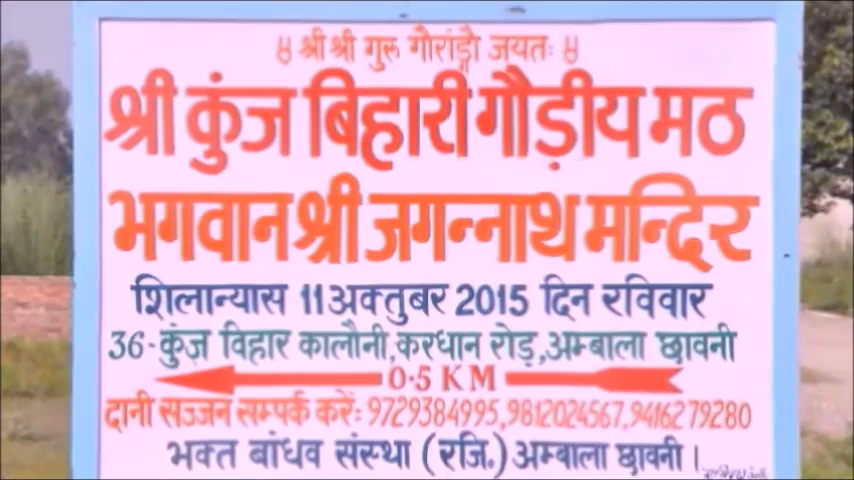 श्री श्री गुरु गौरांङ्गौ जयतः
श्री कुंज बिहारी गौड़ीय मठ
भगवान श्री जगन्नाथ मन्दिर
शिलान्यास 11 अक्तुबर 2015 दिन रविवार
36-कुंज विहार कालौनी, करधान रोड़, अम्बाला छावनी
0.5 KM
दानी सज्जन सम्पर्क करें: 9729384995, 9812024567, 9416279280
भक्त बांधव संस्था (रजि.) अम्बाला छावनी।